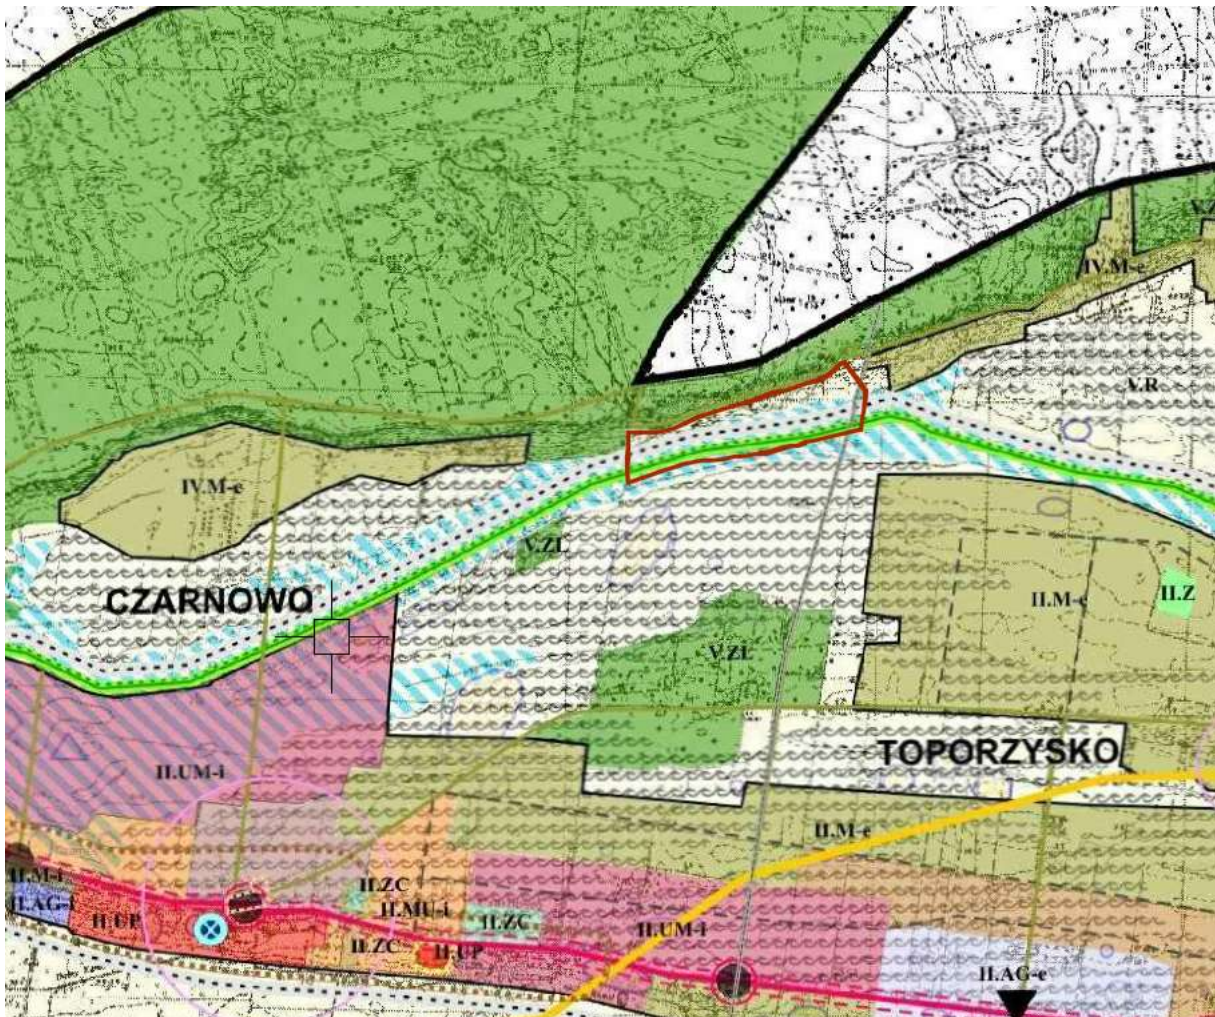 V.Z
IV.M-e
V.R
IV.M-e
V.ZL
CZARNOWO
II.M-e
II.Z
V.ZL
TOPORZYSKO
II.UM-i
II.M-e
II.M-i
II.ZC
II.AG-i
II.MU-i
II.UP
II.ZC
II.UM-i
II.ZC
II.UP
II.AG-e